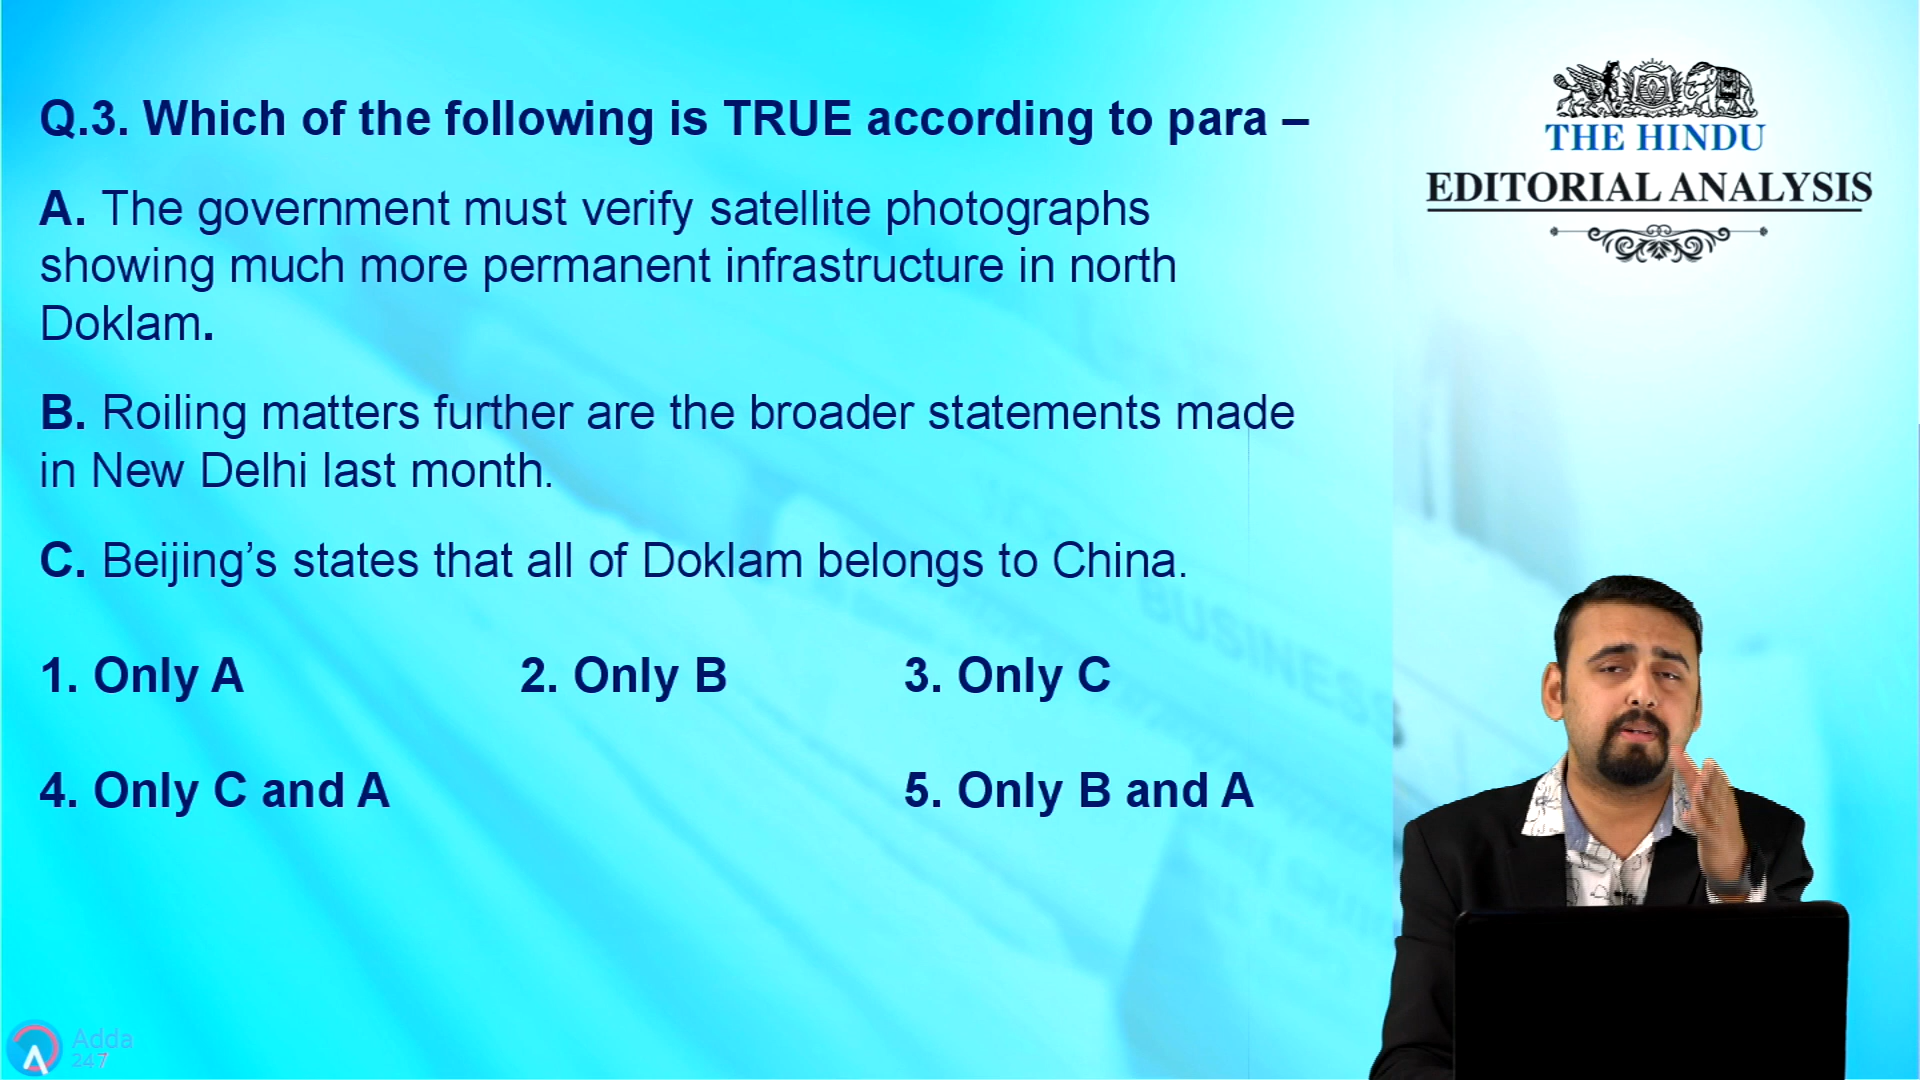 Q.3. Which of the following is TRUE according to para –
A. The government must verify satellite photographs
showing much more permanent infrastructure in north
Doklam.
B. Roiling matters further are the broader statements made
in New Delhi last month.
C. Beijing’s states that all of Doklam belongs to China.
1. Only A 2. Only B 3. Only C
4. Only C and A 5. Only B and A
THE HINDU
EDITORIAL ANALYSIS
BUSINESS
Adda
247